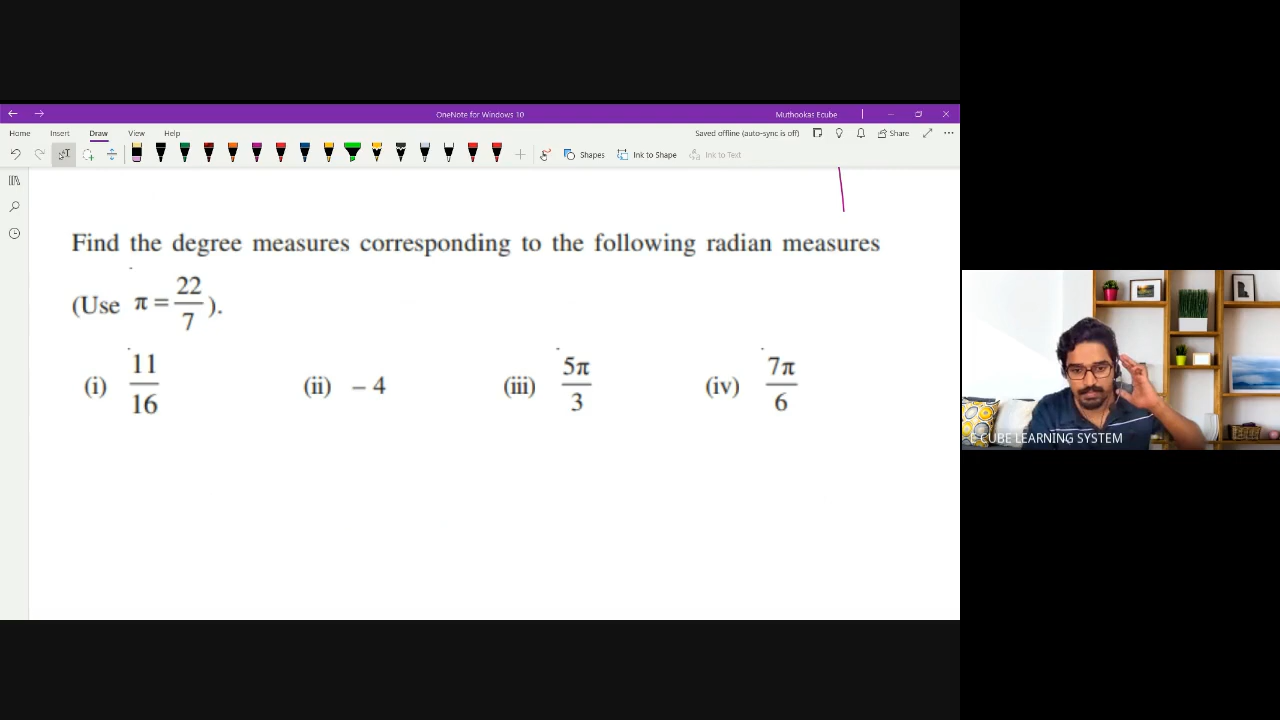 OneNote for Windows 10
Muthookas Ecube
Home Insert Draw View Help
Saved offline (auto-sync is off)
Share
Shapes
Ink to Shape
Ink to Text
Find the degree measures corresponding to the following radian measures
(Use π = 22/7).
(i) 11/16 (ii) – 4 (iii) 5π/3 (iv) 7π/6
CUBE LEARNING SYSTEM